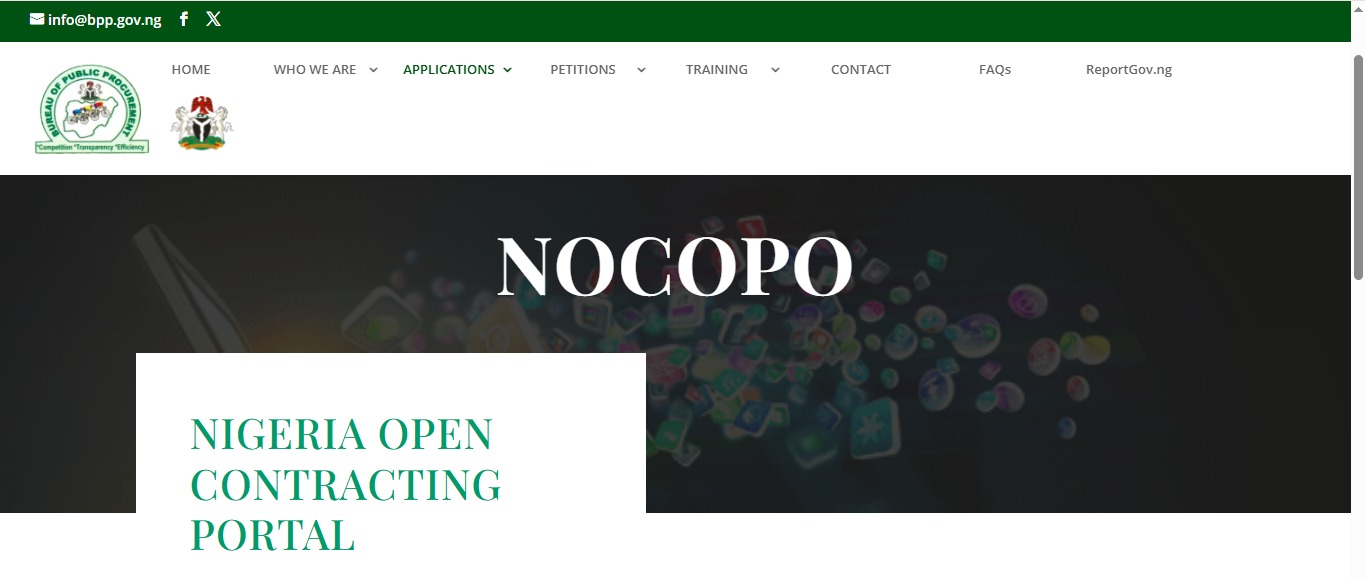 info@bpp.gov.ng
HOME WHO WE ARE APPLICATIONS PETITIONS TRAINING CONTACT FAQs ReportGov.ng
BUREAU OF PUBLIC PROCUREMENT
"Competition "Transparency "Efficiency
NOCOPO
NIGERIA OPEN
CONTRACTING
PORTAL